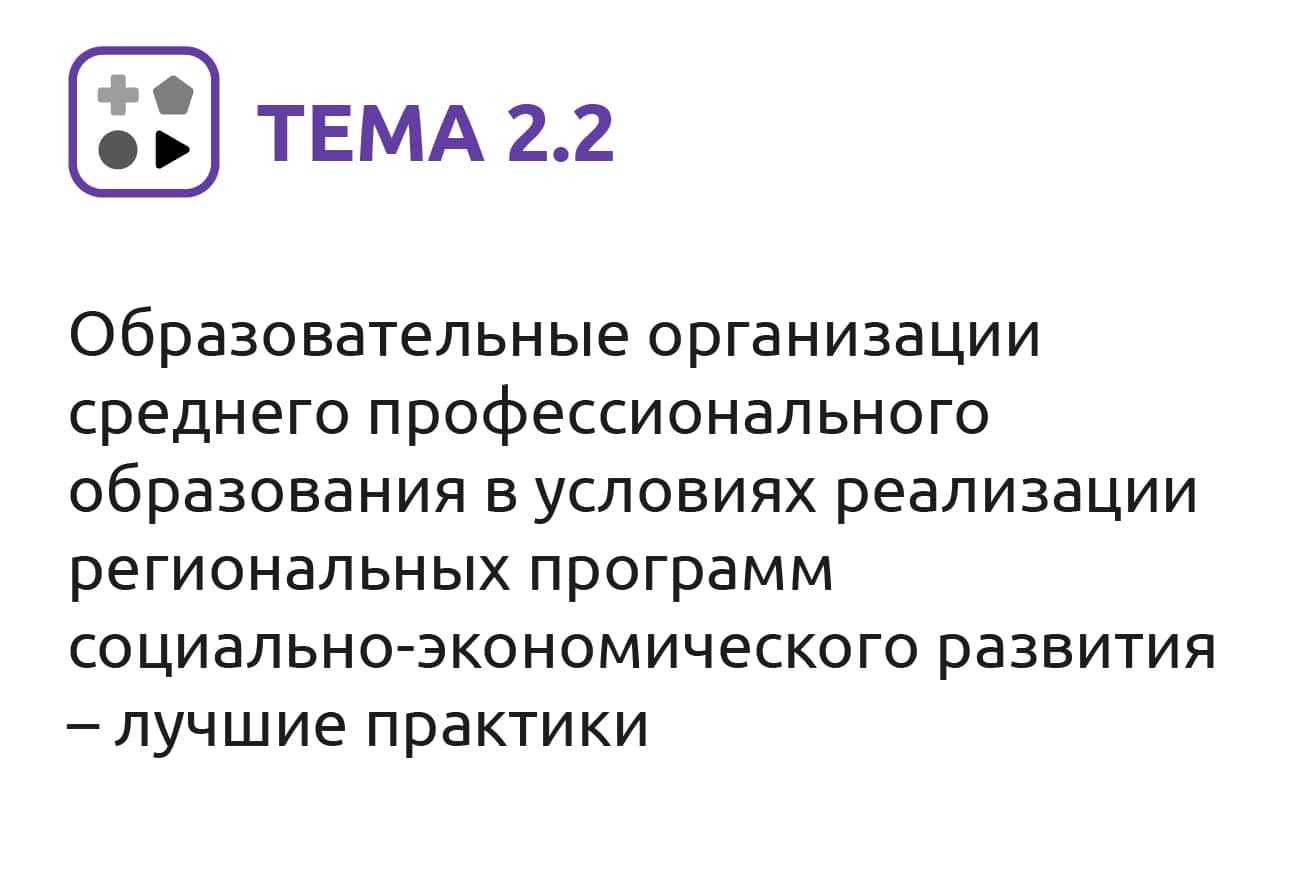 ТЕМА 2.2
Образовательные организации
среднего профессионального
образования в условиях реализации
региональных программ
социально-экономического развития
– лучшие практики